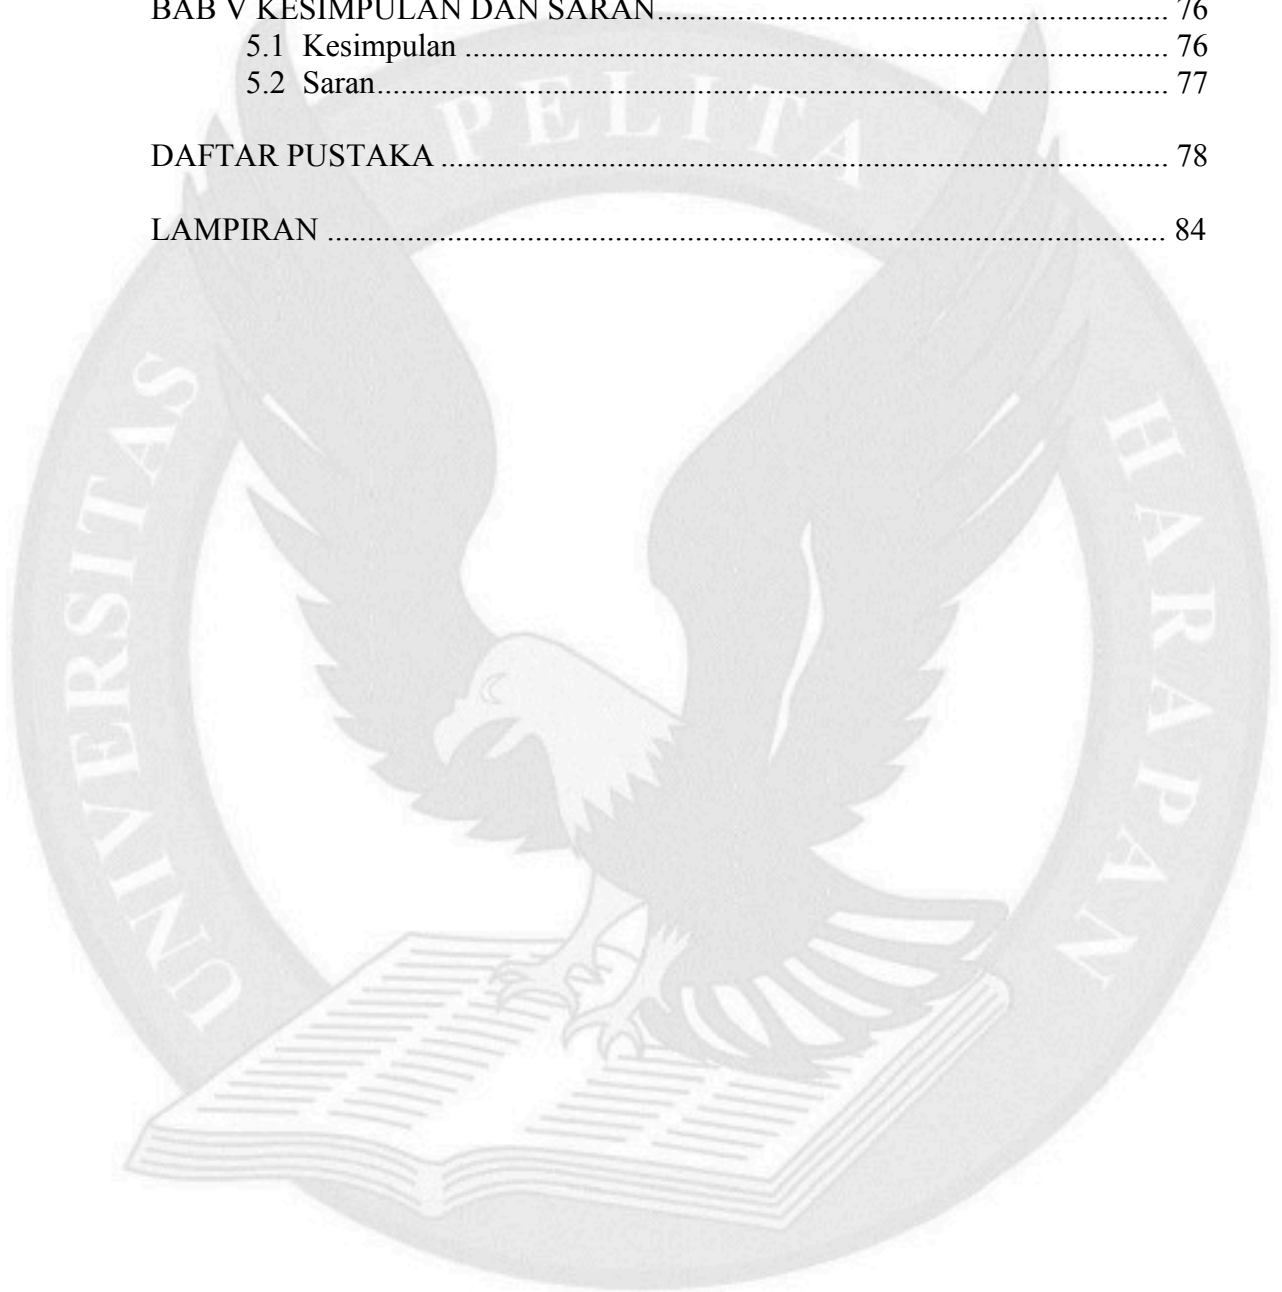 BAB V KESIMPULAN DAN SARAN................................................................ 76
5.1 Kesimpulan ........................................................................................ 76
5.2 Saran................................................................................................... 77
DAFTAR PUSTAKA ........................................................................................... 78
LAMPIRAN ......................................................................................................... 84
UNIVERSITAS PELITA HARAPAN